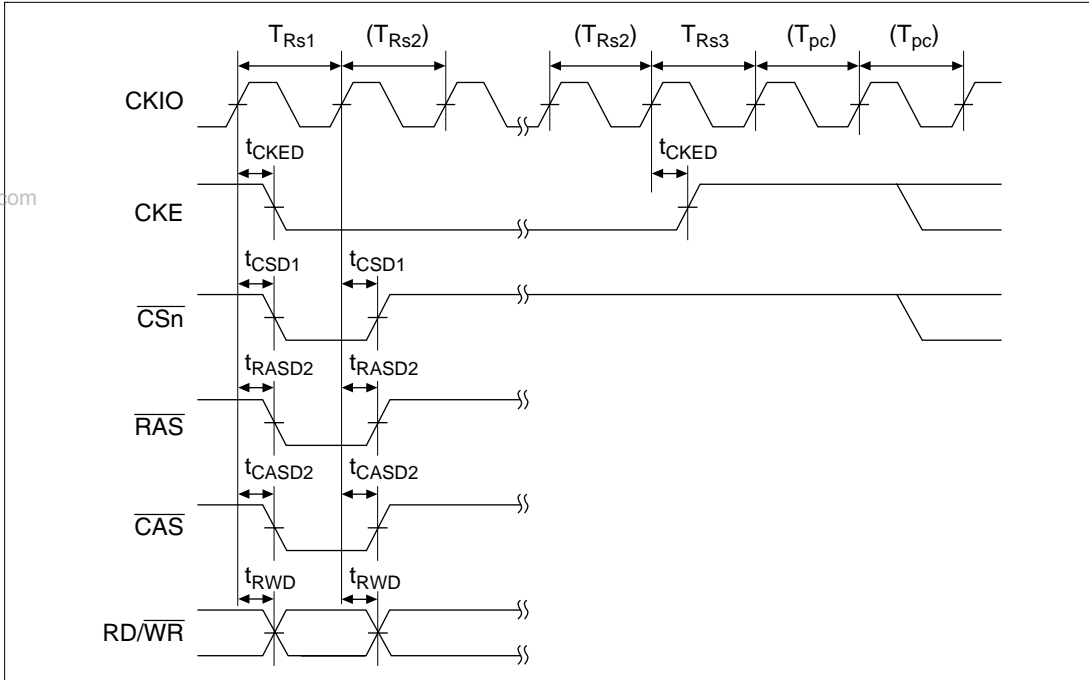 TRs1 (TRs2) (TRs2) TRs3 (Tpc) (Tpc)
CKIO
tCKED tCKED
com
CKE
tCSD1 tCSD1
CSn
tRASD2 tRASD2
RAS
tCASD2 tCASD2
CAS
tRWD tRWD
RD/WR